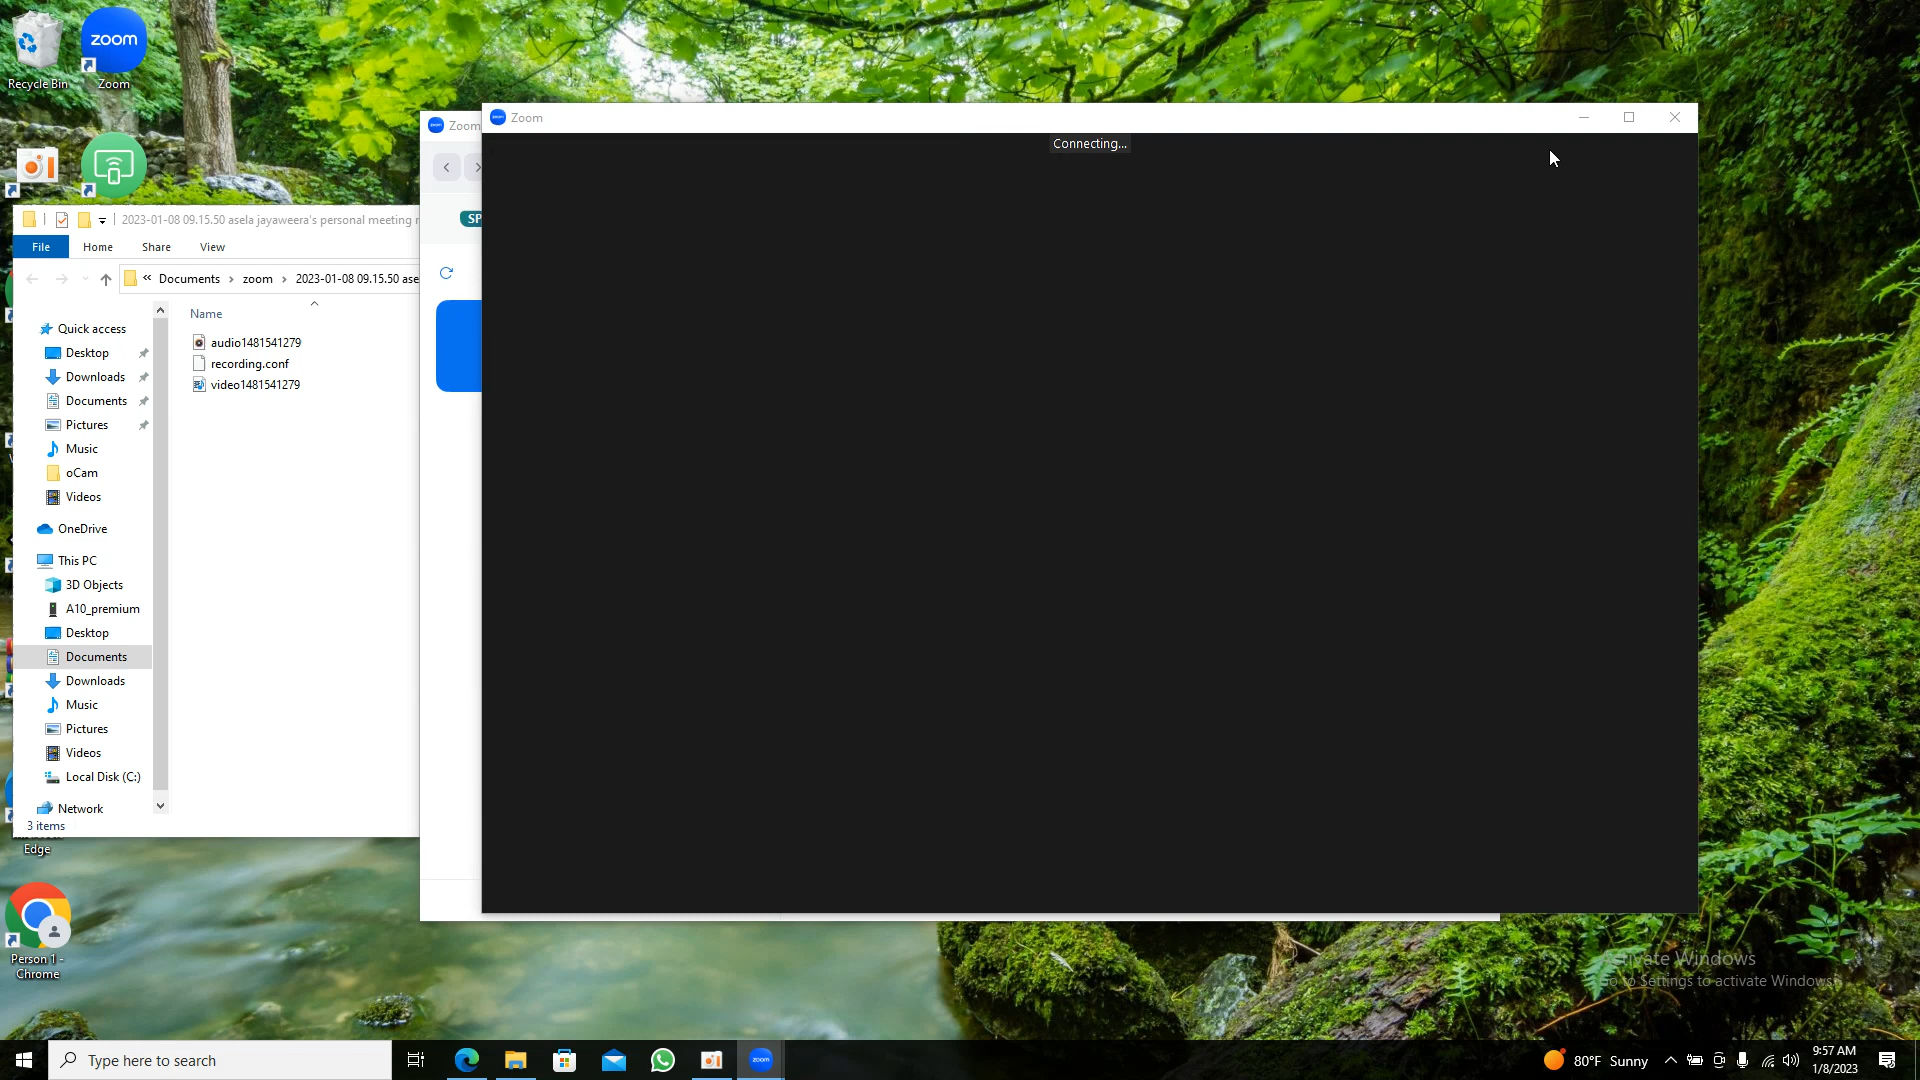 Recycle Bin
zoom
Zoom
2023-01-08 09.15.50 asela jayaweera's personal meeting r
File
Home
Share
View
«
Documents
zoom
2023-01-08 09.15.50 ase
Name
audio1481541279
recording.conf
video1481541279
Quick access
Desktop
Downloads
Documents
Pictures
Music
oCam
Videos
OneDrive
This PC
3D Objects
A10_premium
Desktop
Documents
Downloads
Music
Pictures
Videos
Local Disk (C:)
Network
3 items
Edge
Person 1 -
Chrome
Zoom
SP
Zoom
Connecting...
Activate Windows
Go to Settings to activate Windows.
Type here to search
zoom
80°F Sunny
9:57 AM
1/8/2023